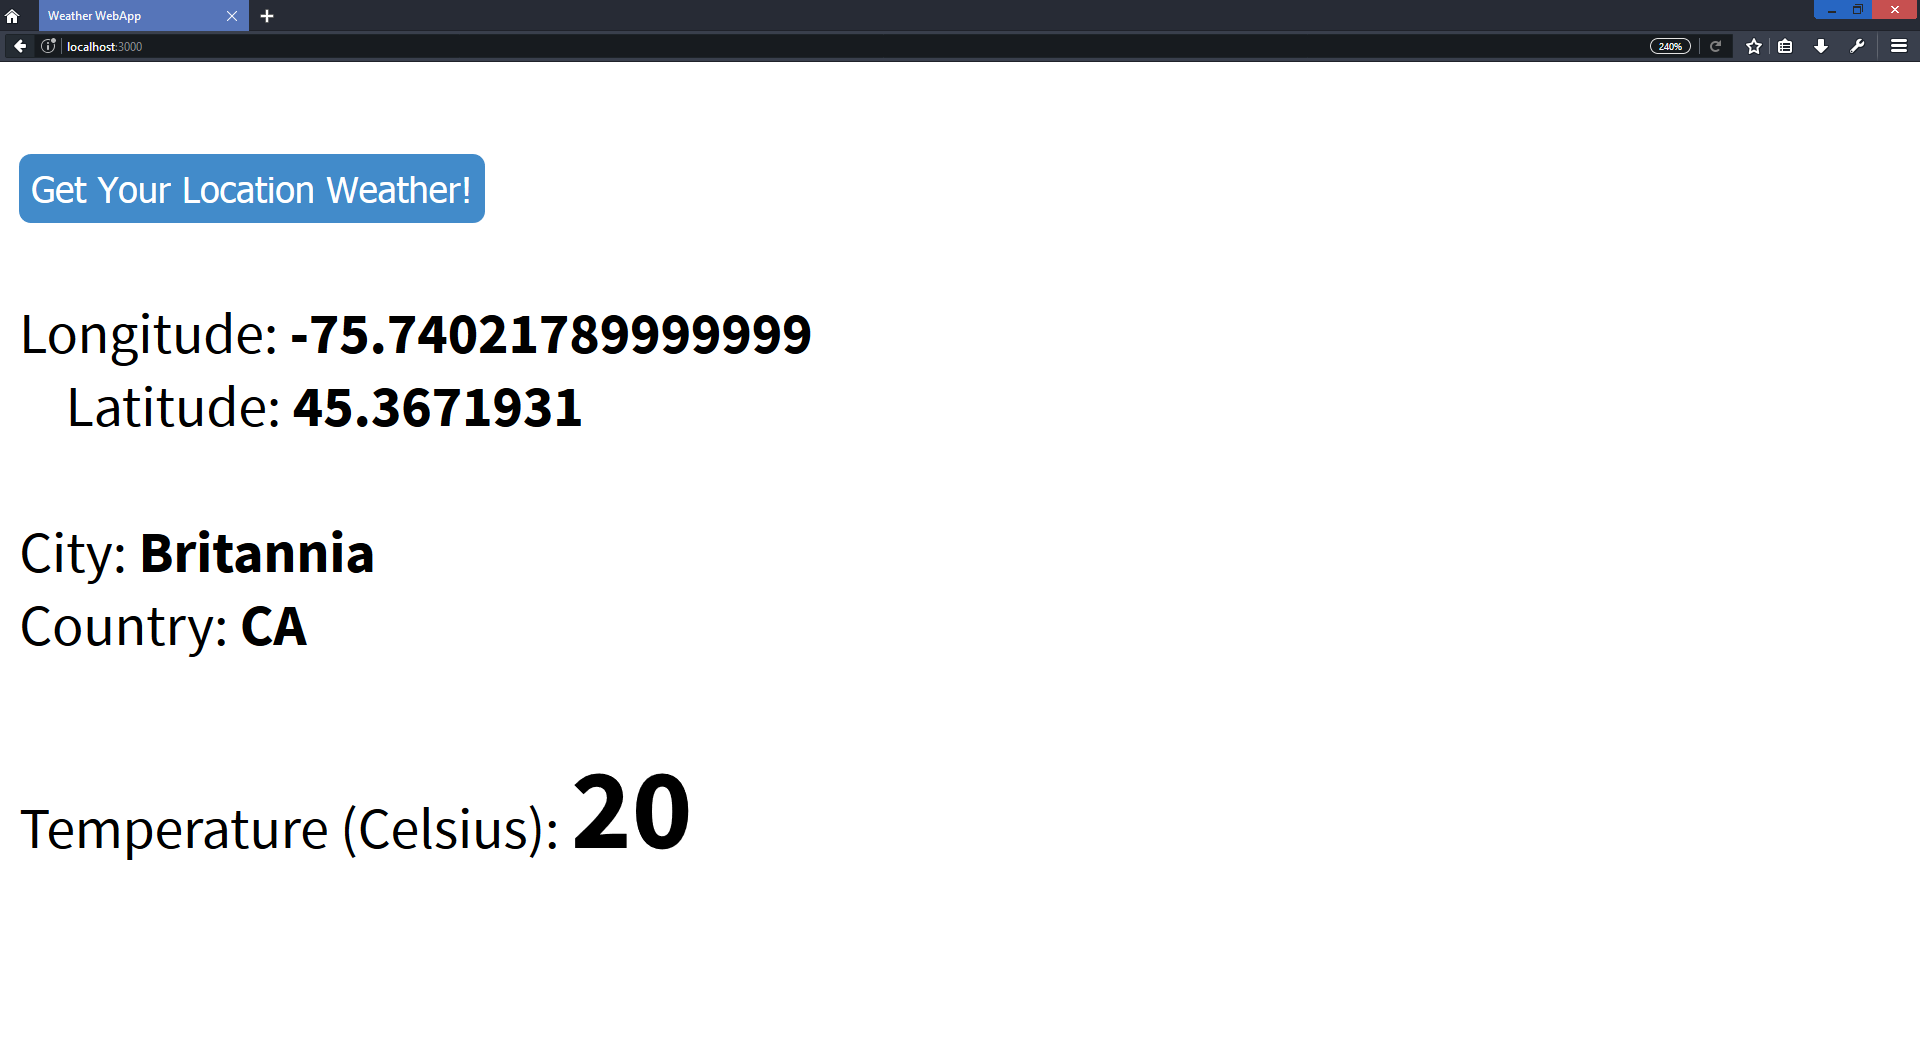 Weather WebApp
localhost:3000
240%
Get Your Location Weather!
Longitude: -75.74021789999999
Latitude: 45.3671931
City: Britannia
Country: CA
Temperature (Celsius): 20